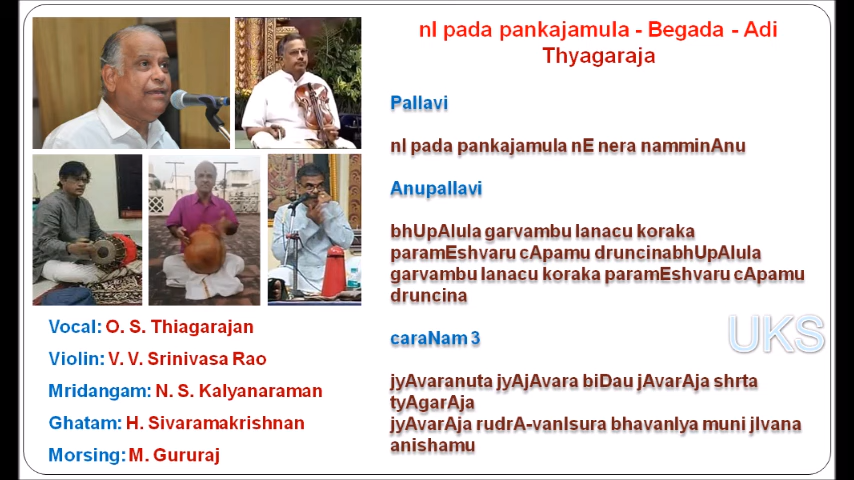 nI pada pankajamula - Begada - Adi
Thyagaraja
Pallavi
nI pada pankajamula nE nera namminAnu
Anupallavi
bhUpAlula garvambu lanacu koraka
paramEshvaru cApamu druncinabhUpAlula
garvambu lanacu koraka paramEshvaru cApamu
druncina
caraNam 3
jyAvaranuta jyAjAvara biDau jAvarAja shrta
tyAgarAja
jyAvarAja rudrA-vanIsura bhavanIya muni jIvana
anishamu
UKS
Vocal: O. S. Thiagarajan
Violin: V. V. Srinivasa Rao
Mridangam: N. S. Kalyanaraman
Ghatam: H. Sivaramakrishnan
Morsing: M. Gururaj